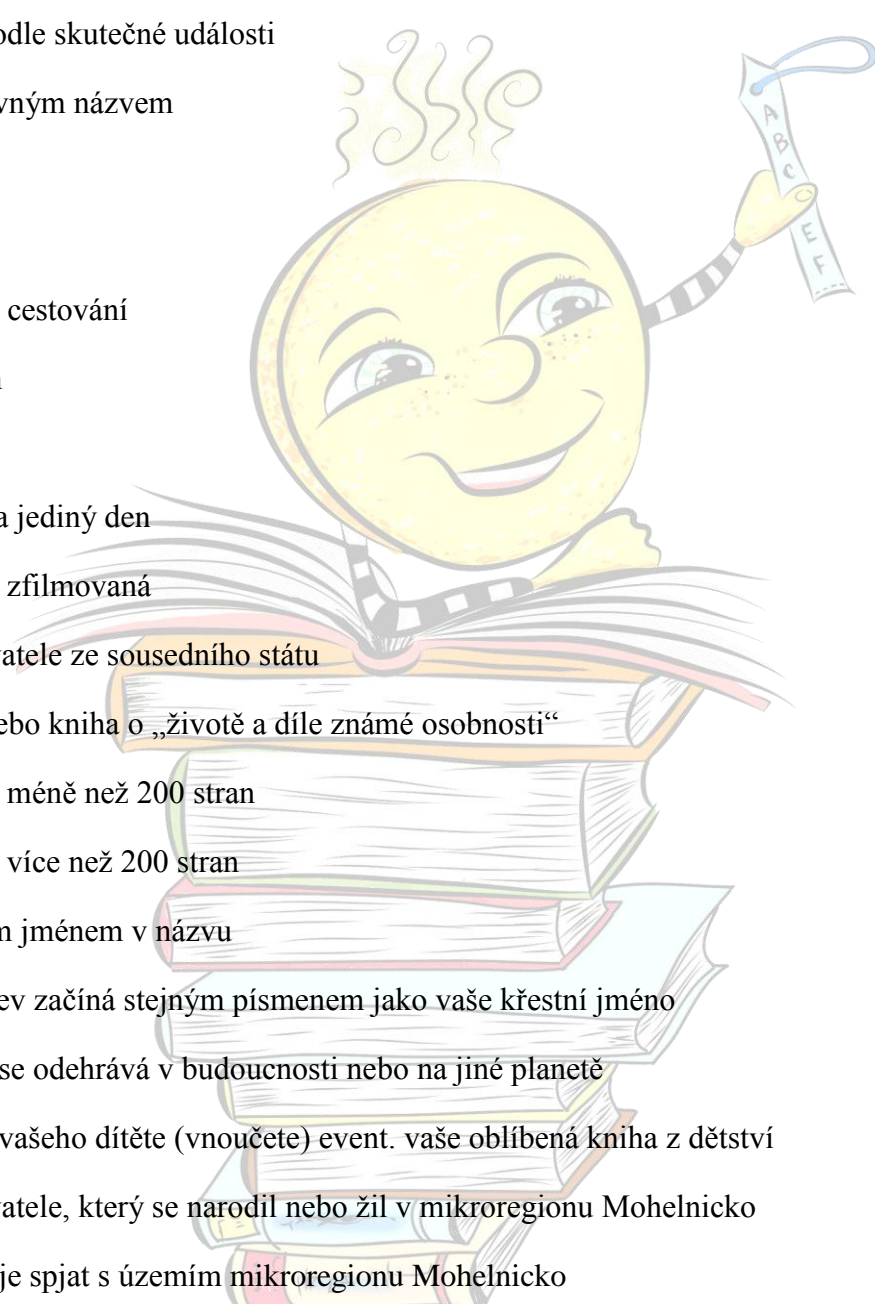 odle skutečné události
vným názvem
cestování
a jediný den
zfilmovaná
vatele ze sousedního státu
ebo kniha o „životě a díle známé osobnosti“
méně než 200 stran
více než 200 stran
m jménem v názvu
ev začíná stejným písmenem jako vaše křestní jméno
se odehrává v budoucnosti nebo na jiné planetě
vašeho dítěte (vnoučete) event. vaše oblíbená kniha z dětství
vatele, který se narodil nebo žil v mikroregionu Mohelnicko
je spjat s územím mikroregionu Mohelnicko
A B C O E F